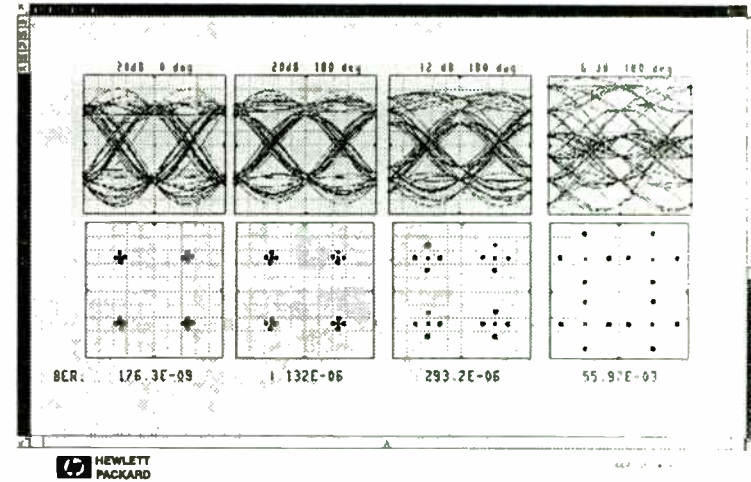 20dB 0 deg 20dB 180 deg 12 dB 180 deg 6 dB 180 deg
BER: 176.3E-09 1.132E-06 293.2E-06 55.97E-03
hp HEWLETT
PACKARD